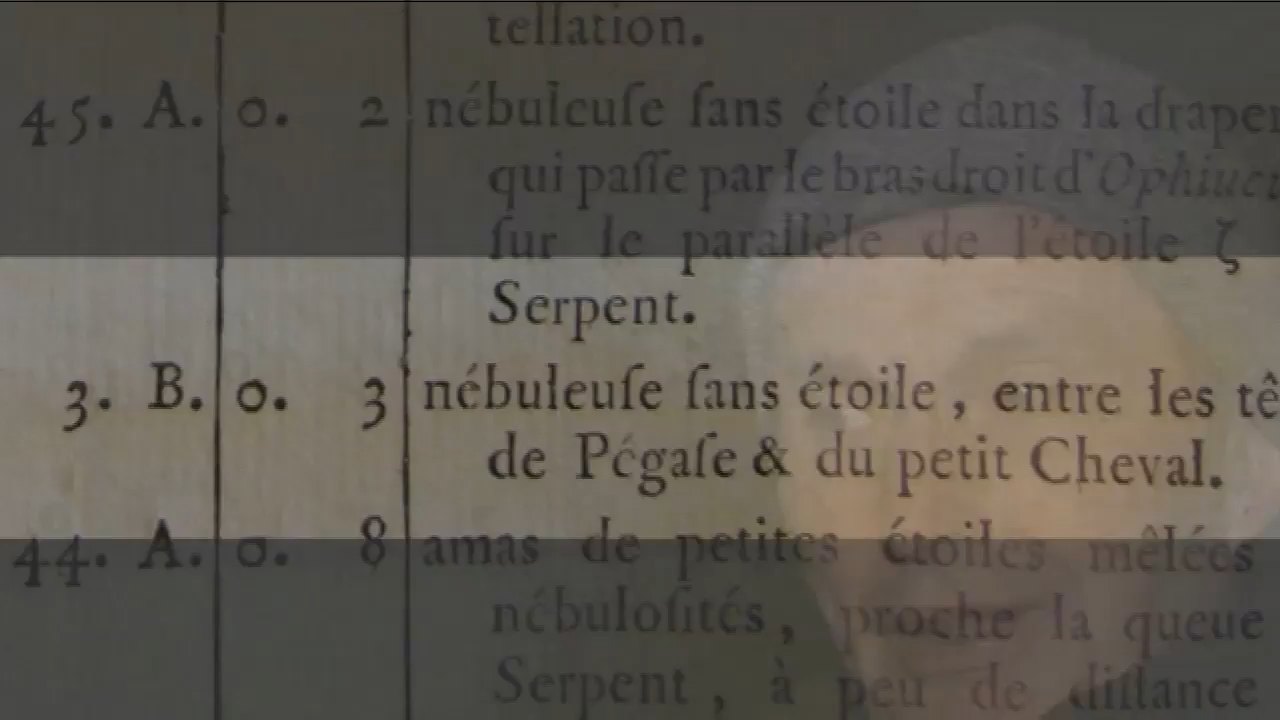 tellation.
45. A. o. 2 nébuleuſe ſans étoile dans la draper
qui paſſe par le bras droit d'Ophiuc
ſur le parallèle de l'étoile ζ
Serpent.
3. B. o. 3 nébuleuſe ſans étoile, entre les tê
de Pégaſe & du petit Cheval.
44. A. o. 8 amas de petites étoiles mêlées
nébuloſités, proche la queue
Serpent, à peu de diſtance